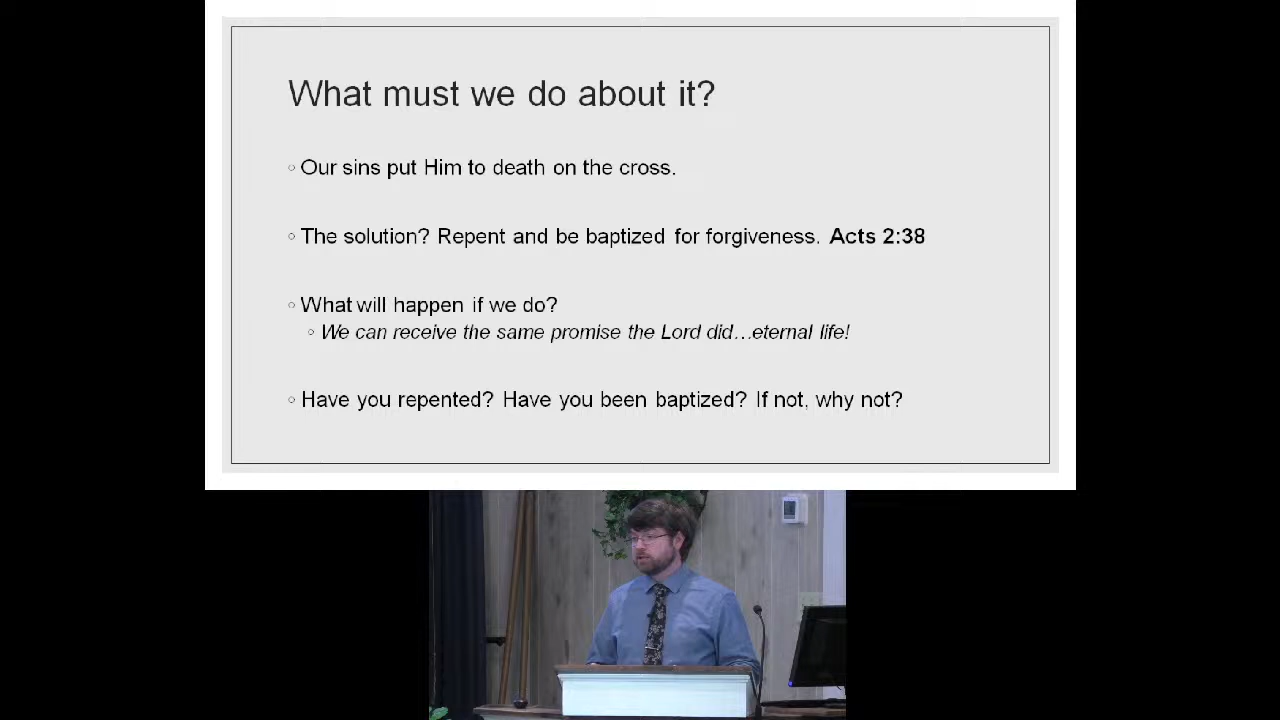 What must we do about it?
◦ Our sins put Him to death on the cross.
◦ The solution? Repent and be baptized for forgiveness. Acts 2:38
◦ What will happen if we do?
◦ We can receive the same promise the Lord did…eternal life!
◦ Have you repented? Have you been baptized? If not, why not?